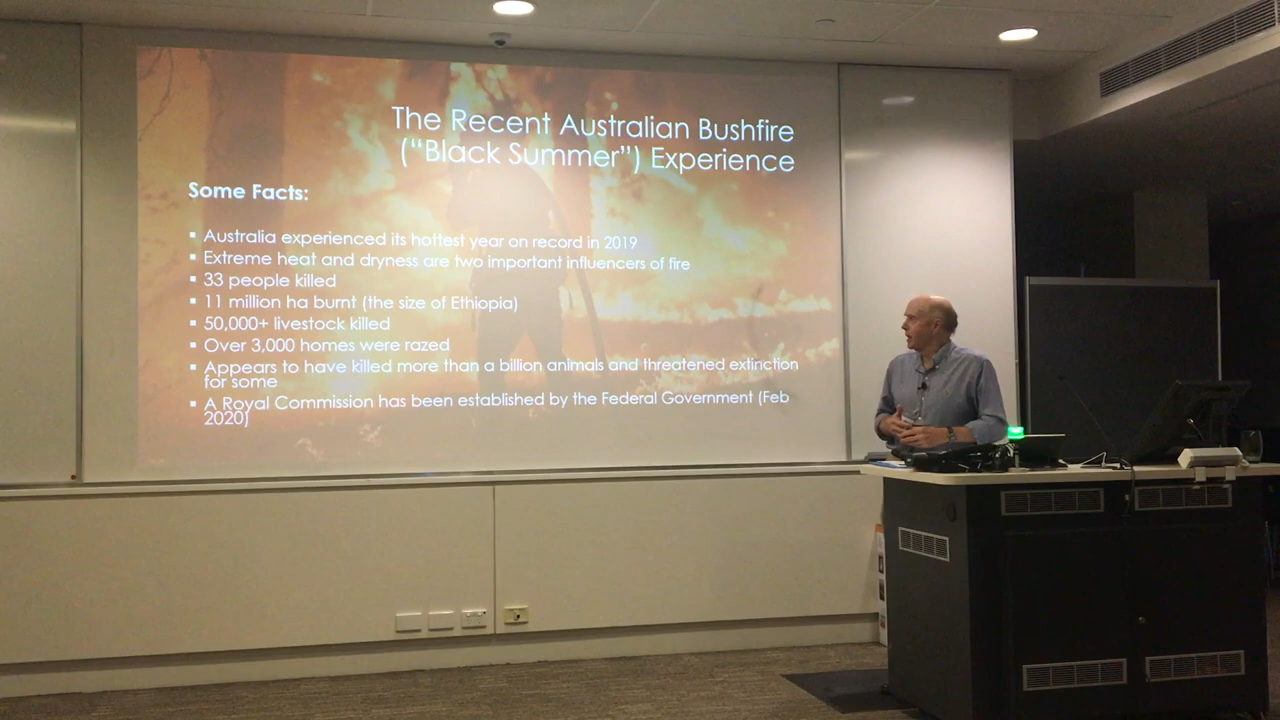 The Recent Australian Bushfire
("Black Summer") Experience
Some Facts:
▪ Australia experienced its hottest year on record in 2019
▪ Extreme heat and dryness are two important influencers of fire
▪ 33 people killed
▪ 11 million ha burnt (the size of Ethiopia)
▪ 50,000+ livestock killed
▪ Over 3,000 homes were razed
▪ Appears to have killed more than a billion animals and threatened extinction
for some
▪ A Royal Commission has been established by the Federal Government (Feb
2020)